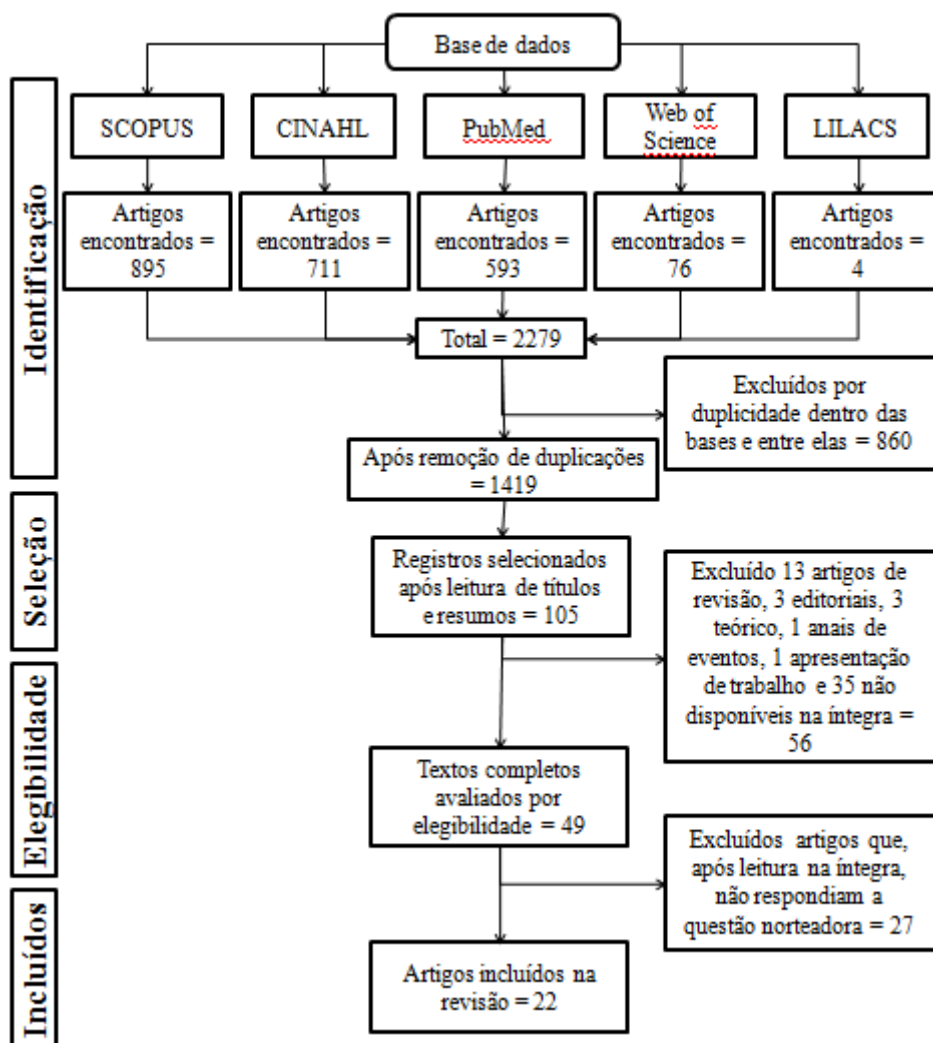 Base de dados
Identificação
SCOPUS
CINAHL
PubMed
Web of
Science
LILACS
Artigos
encontrados =
895
Artigos
encontrados =
711
Artigos
encontrados =
593
Artigos
encontrados =
76
Artigos
encontrados =
4
Total = 2279
Excluídos por
duplicidade dentro das
bases e entre elas = 860
Após remoção de duplicações
= 1419
Seleção
Registros selecionados
após leitura de títulos
e resumos = 105
Excluído 13 artigos de
revisão, 3 editoriais, 3
teórico, 1 anais de
eventos, 1 apresentação
de trabalho e 35 não
disponíveis na íntegra =
56
Elegibilidade
Textos completos
avaliados por
elegibilidade = 49
Excluídos artigos que,
após leitura na íntegra,
não respondiam a
questão norteadora = 27
Incluídos
Artigos incluídos na
revisão = 22